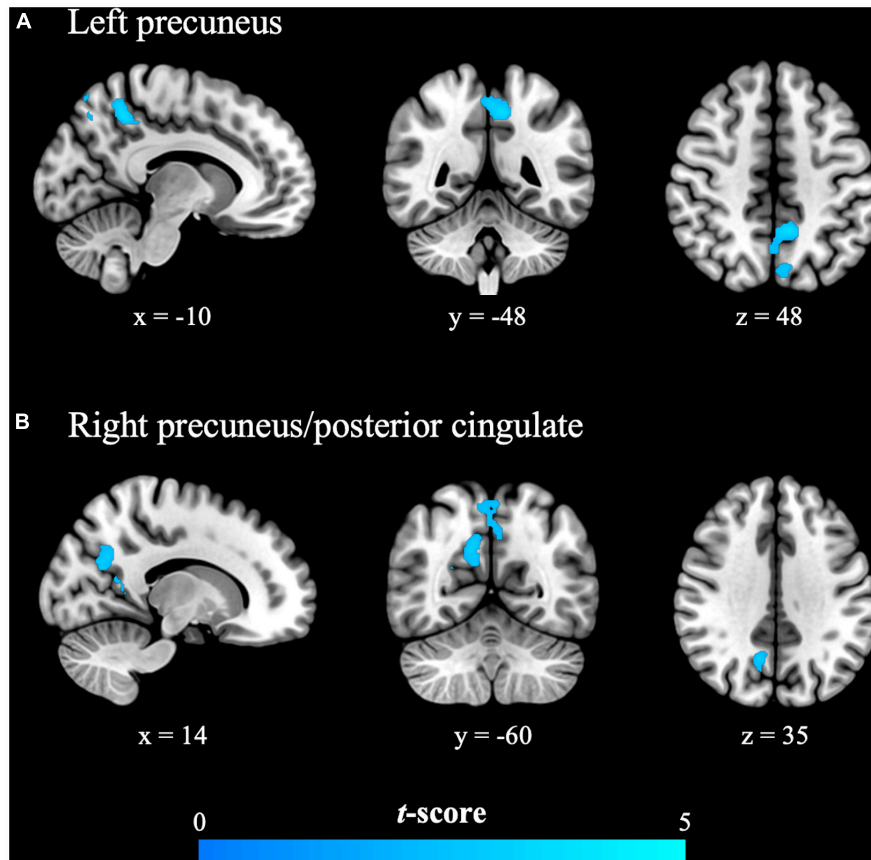 A Left precuneus
x = -10 y = -48 z = 48
B Right precuneus/posterior cingulate
x = 14 y = -60 z = 35
t-score
0 5